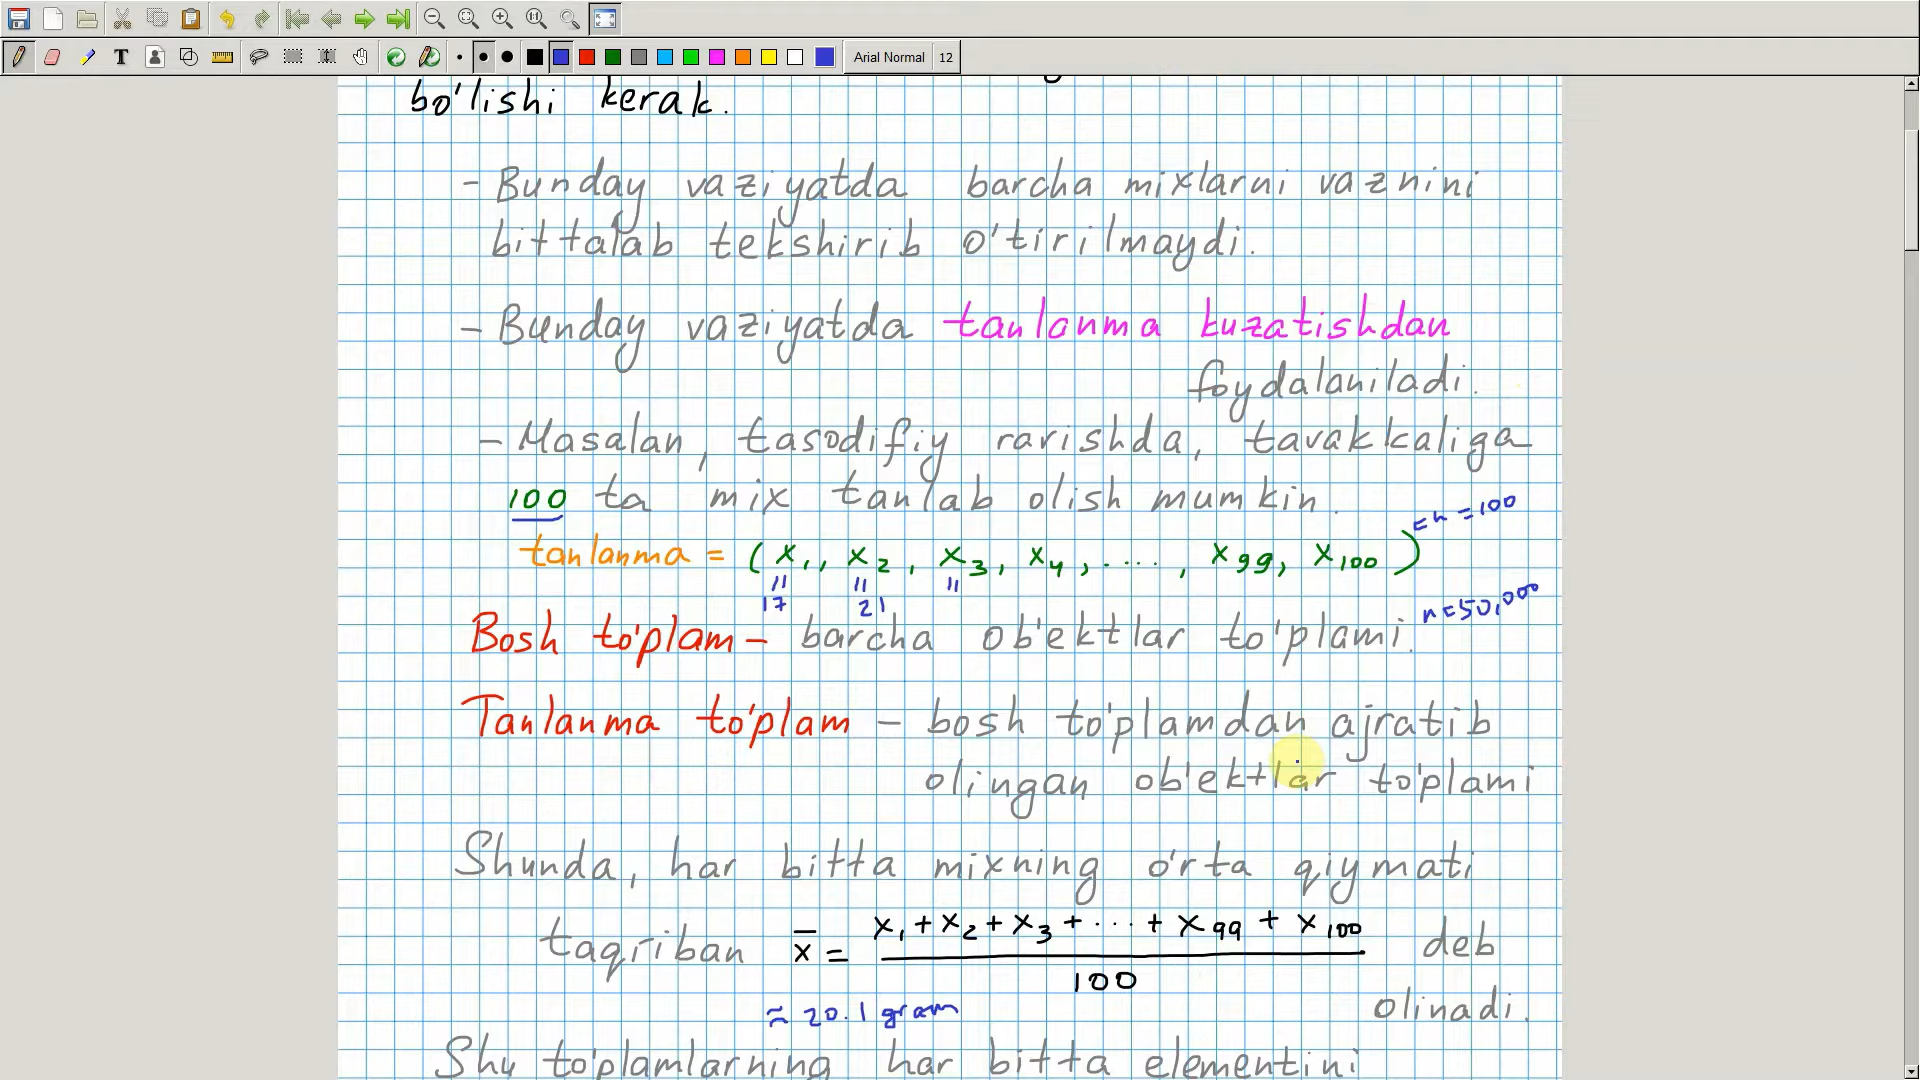 Arial Normal 12
bo'lishi kerak.
- Bunday vaziyatda barcha mixlarni vaznini
bittalab tekshirib o'tirilmaydi.
- Bunday vaziyatda tanlanma kuzatishdan
foydalaniladi.
- Masalan, tasodifiy ravishda, tavakkaliga
100 ta mix tanlab olish mumkin.
= n = 100
tanlanma = ( x₁, x₂, x₃, x₄, ...., x₉₉, x₁₀₀ )
" " "
17 21
n = 50,000
Bosh to'plam - barcha ob'ektlar to'plami.
Tanlanma to'plam - bosh to'plamdan ajratib
olingan ob'ektlar to'plami
Shunda, har bitta mixning o'rta qiymati
taqriban x̄ = (x₁ + x₂ + x₃ + ... + x₉₉ + x₁₀₀) / 100 deb
≈ 20.1 gram olinadi.
Shu to'plamlarning har bitta elementini